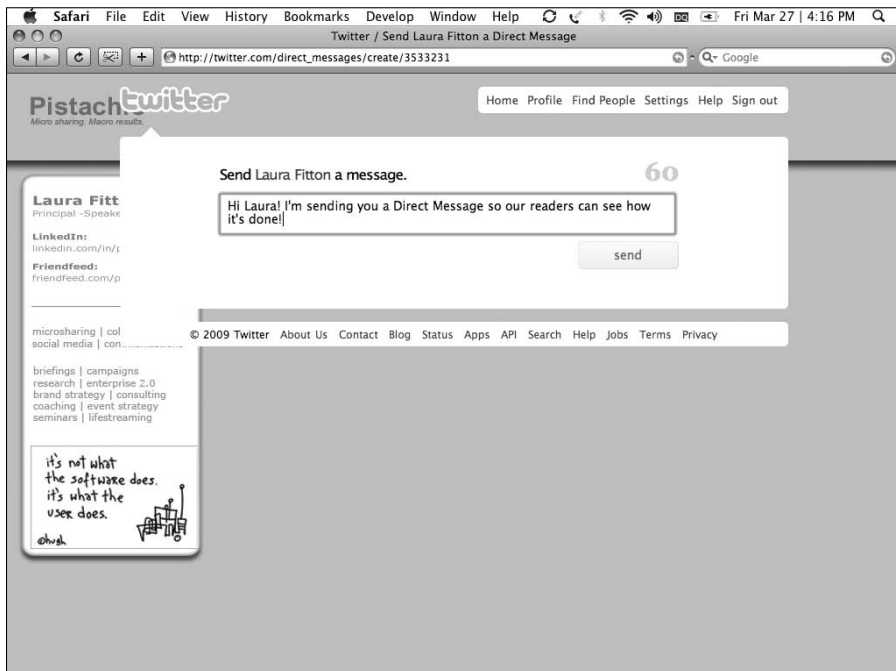 Safari File Edit View History Bookmarks Develop Window Help Fri Mar 27 | 4:16 PM
Twitter / Send Laura Fitton a Direct Message
http://twitter.com/direct_messages/create/3533231
Google
twitter
Home Profile Find People Settings Help Sign out
Micro sharing. Macro results.
Send Laura Fitton a message. 60
Hi Laura! I'm sending you a Direct Message so our readers can see how
it's done!
send
Laura Fitt
Principal -Speake
LinkedIn:
linkedin.com/in/p
Friendfeed:
friendfeed.com/p
microsharing | col
social media |
© 2009 Twitter About Us Contact Blog Status Apps API Search Help Jobs Terms Privacy
briefings | campaigns
research | enterprise 2.0
brand strategy | consulting
coaching | event strategy
seminars | lifestreaming
it's not what
the software does.
it's what the
user does.
©hugh